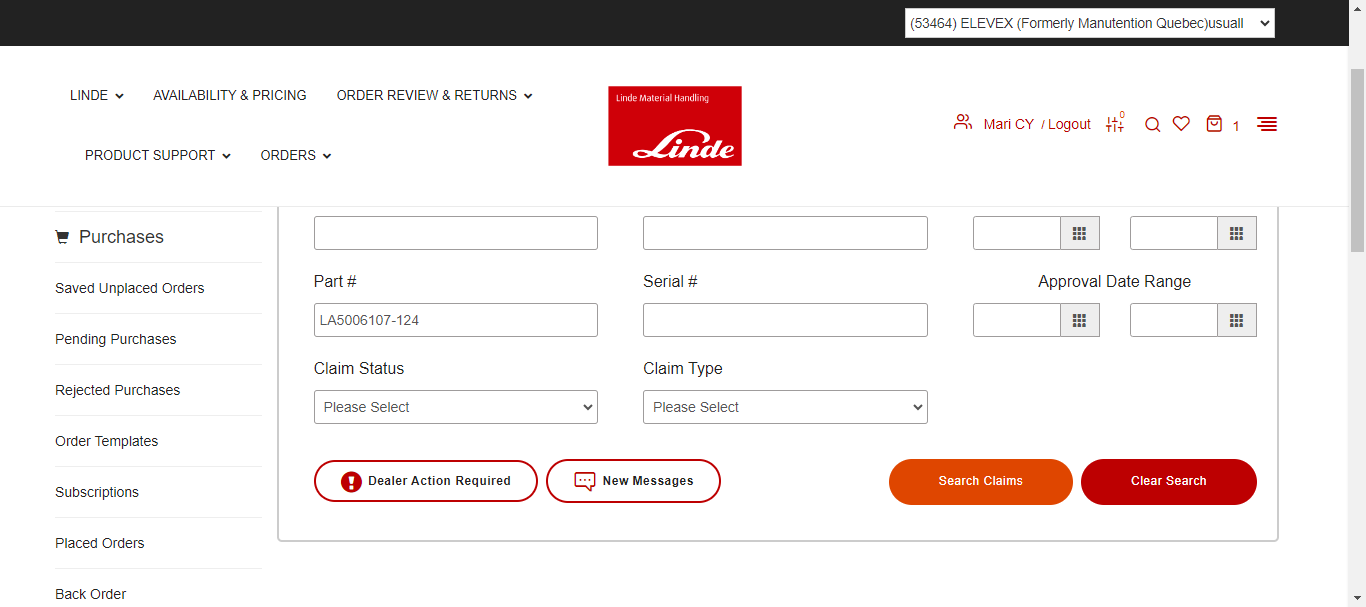 (53464) ELEVEX (Formerly Manutention Quebec)usuall
LINDE
AVAILABILITY & PRICING
ORDER REVIEW & RETURNS
PRODUCT SUPPORT
ORDERS
Linde Material Handling
Linde
Mari CY / Logout
0
1
Purchases
Saved Unplaced Orders
Pending Purchases
Rejected Purchases
Order Templates
Subscriptions
Placed Orders
Back Order
Part #
Serial #
Approval Date Range
LA5006107-124
Claim Status
Claim Type
Please Select
Please Select
Dealer Action Required
New Messages
Search Claims
Clear Search